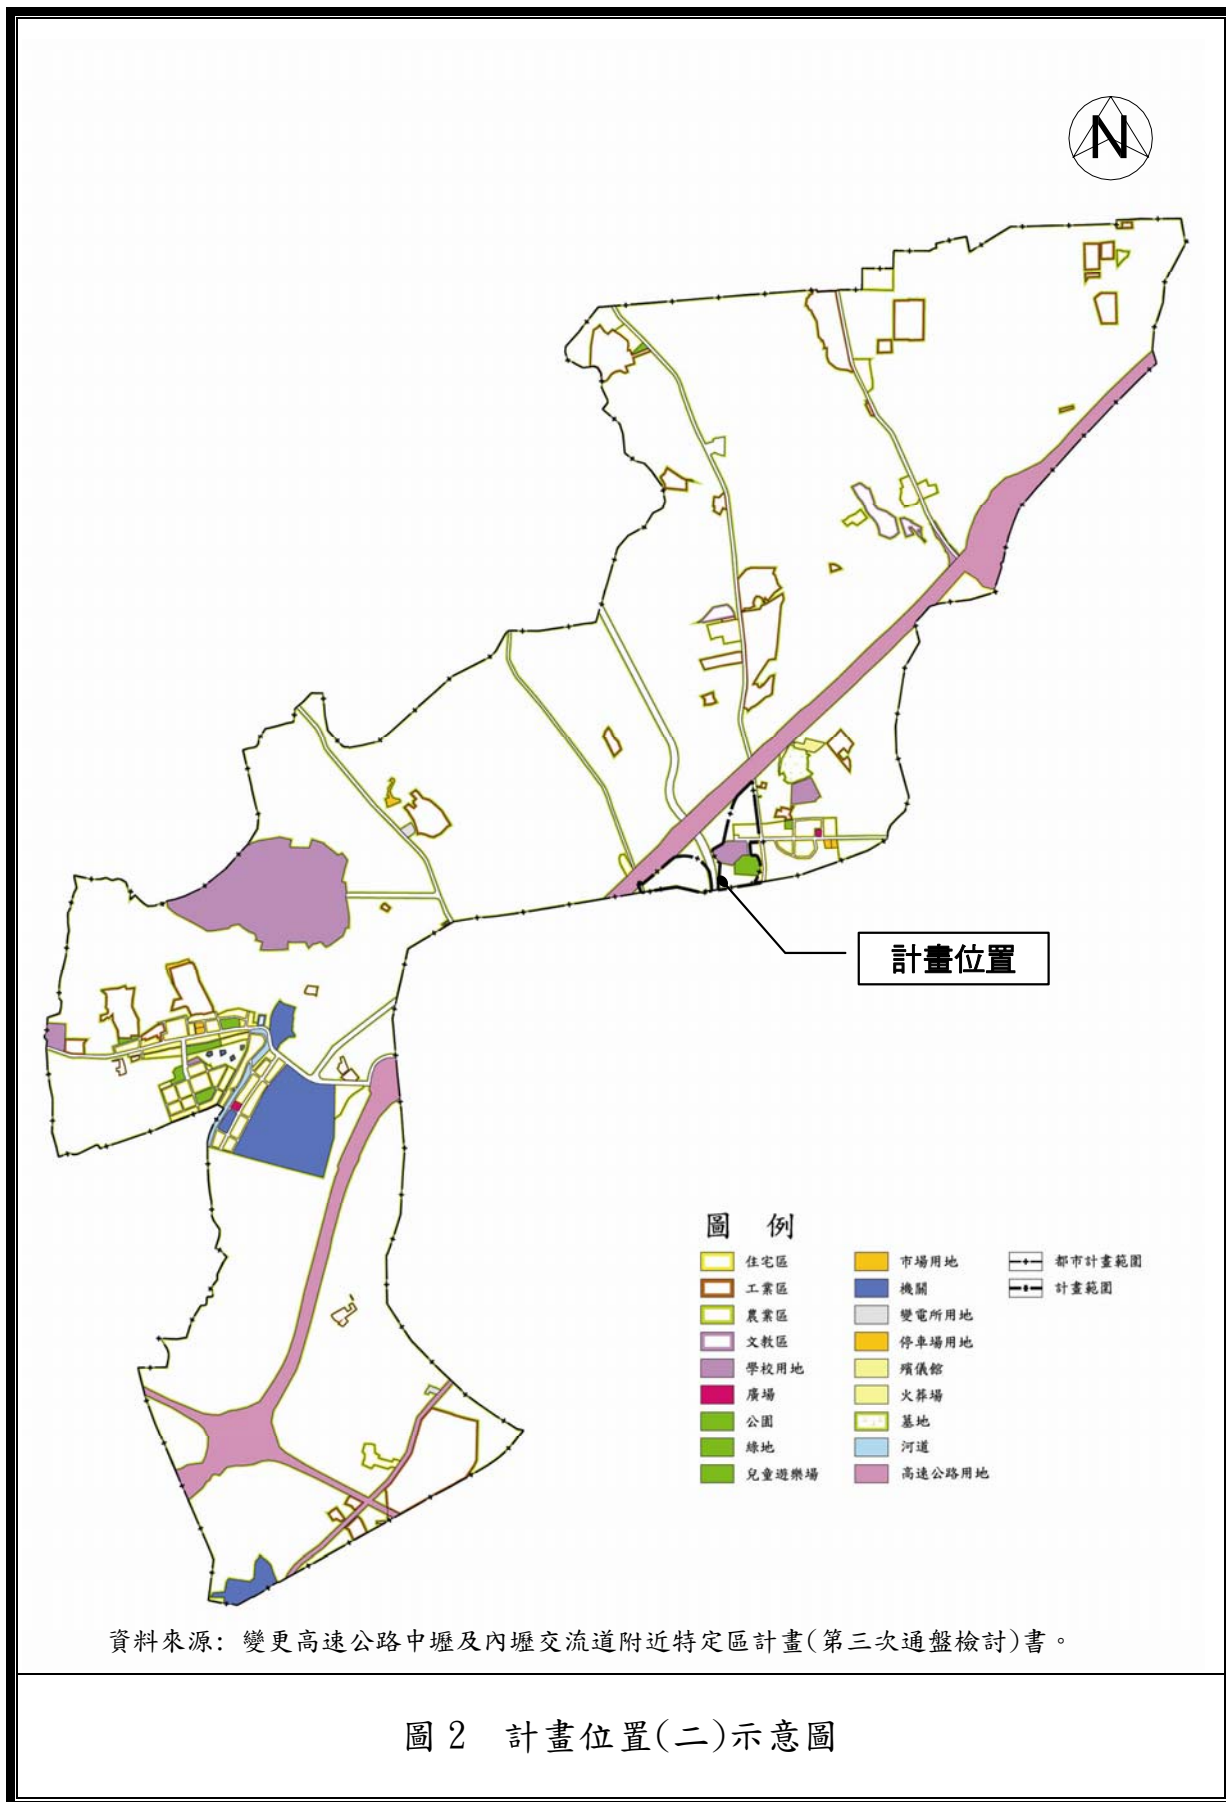 N
計畫位置
圖 例
住宅區
工業區
農業區
文教區
學校用地
廣場
公園
綠地
兒童遊樂場
市場用地
機關
變電所用地
停車場用地
殯儀館
火葬場
墓地
河道
高速公路用地
都市計畫範圍
計畫範圍
資料來源：變更高速公路中壢及內壢交流道附近特定區計畫(第三次通盤檢討)書。
圖 2 計畫位置(二)示意圖